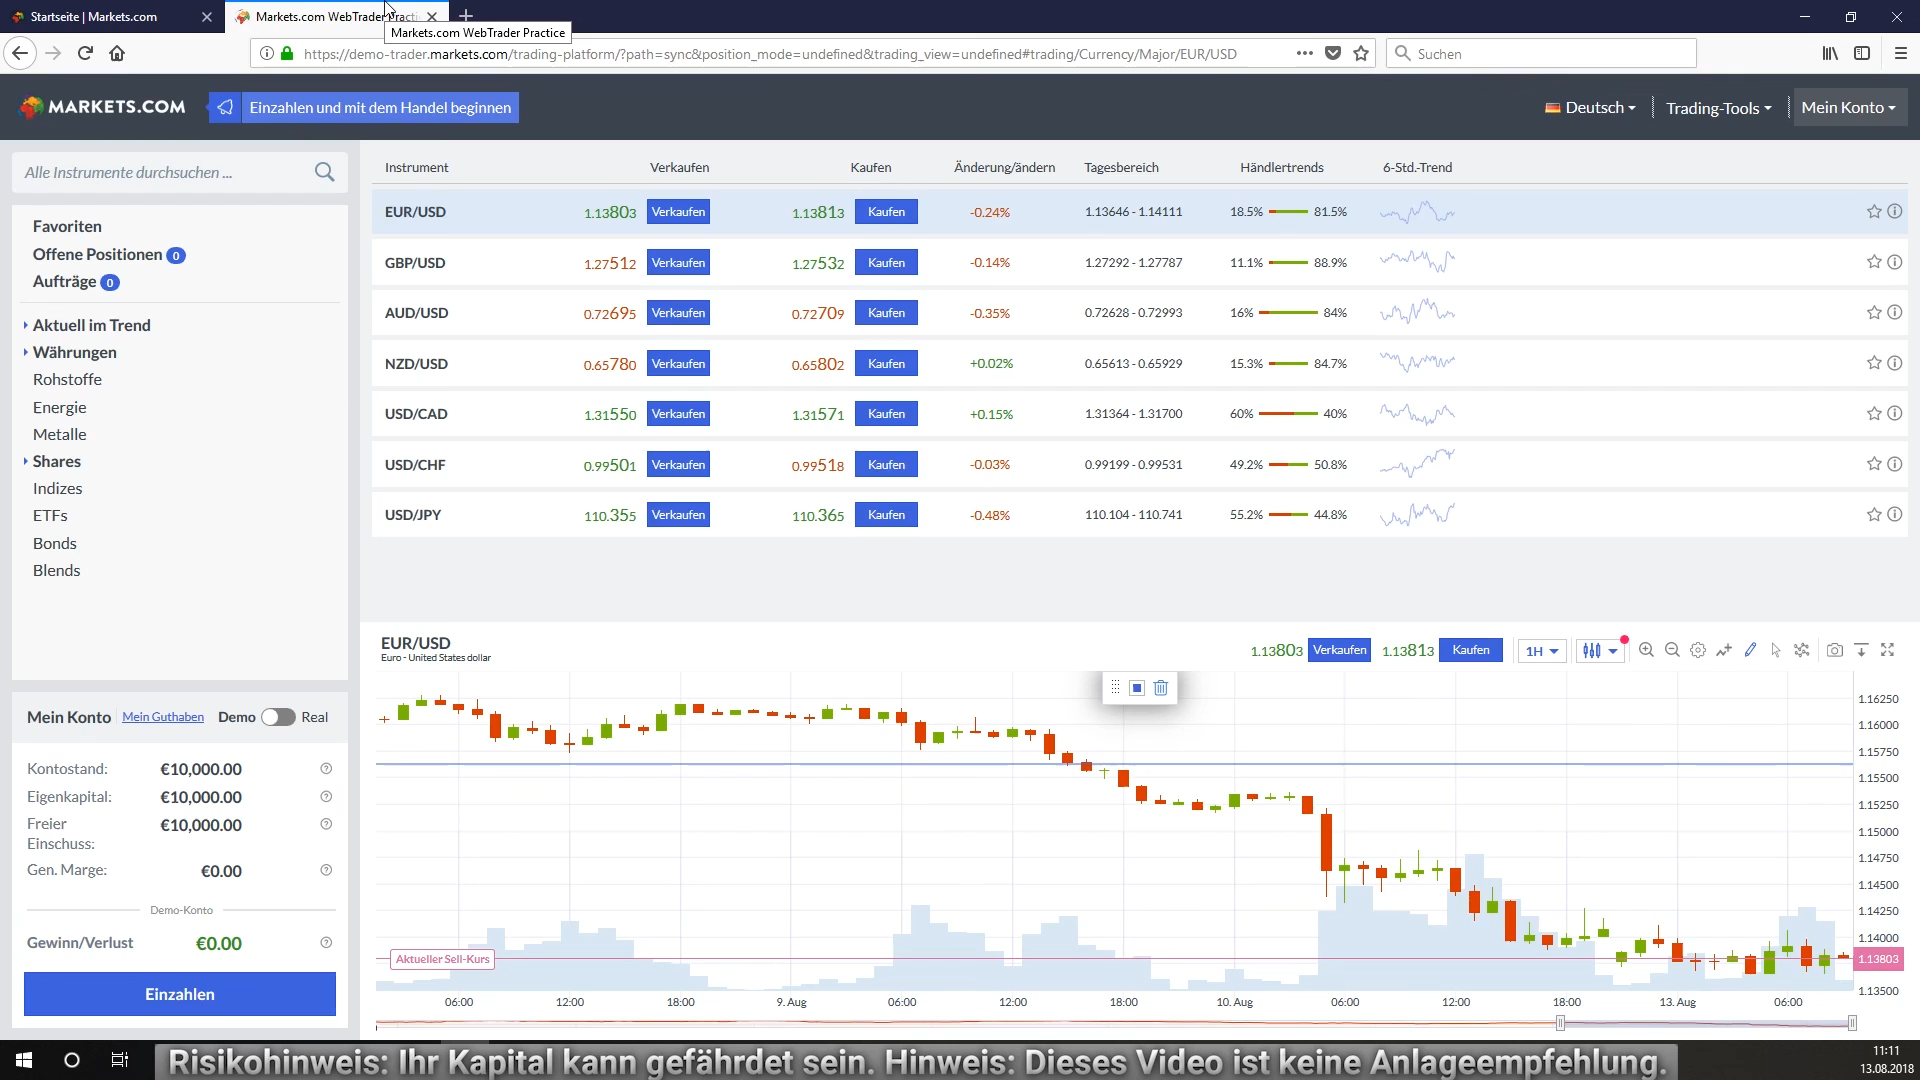 Startseite | Markets.com
Markets.com WebTrader Practi
Markets.com WebTrader Practice
https://demo-trader.markets.com/trading-platform/?path=sync&position_mode=undefined&trading_view=undefined#trading/Currency/Major/EUR/USD
Suchen
MARKETS.COM
Einzahlen und mit dem Handel beginnen
Deutsch
Trading-Tools
Mein Konto
Alle Instrumente durchsuchen ...
Favoriten
Offene Positionen 0
Aufträge 0
Aktuell im Trend
Währungen
Rohstoffe
Energie
Metalle
Shares
Indizes
ETFs
Bonds
Blends
Instrument Verkaufen Kaufen Änderung/ändern Tagesbereich Händlertrends 6-Std.-Trend
EUR/USD 1.13803 Verkaufen 1.13813 Kaufen -0.24% 1.13646 - 1.14111 18.5% 81.5%
GBP/USD 1.27512 Verkaufen 1.27532 Kaufen -0.14% 1.27292 - 1.27787 11.1% 88.9%
AUD/USD 0.72695 Verkaufen 0.72709 Kaufen -0.35% 0.72628 - 0.72993 16% 84%
NZD/USD 0.65780 Verkaufen 0.65802 Kaufen +0.02% 0.65613 - 0.65929 15.3% 84.7%
USD/CAD 1.31550 Verkaufen 1.31571 Kaufen +0.15% 1.31364 - 1.31700 60% 40%
USD/CHF 0.99501 Verkaufen 0.99518 Kaufen -0.03% 0.99199 - 0.99531 49.2% 50.8%
USD/JPY 110.355 Verkaufen 110.365 Kaufen -0.48% 110.104 - 110.741 55.2% 44.8%
Mein Konto Mein Guthaben Demo Real
Kontostand: €10,000.00
Eigenkapital: €10,000.00
Freier €10,000.00
Einschuss:
Gen. Marge: €0.00
Demo-Konto
Gewinn/Verlust €0.00
Einzahlen
EUR/USD
Euro - United States dollar
1.13803 Verkaufen 1.13813 Kaufen 1H
1.16250
1.16000
1.15750
1.15500
1.15250
1.15000
1.14750
1.14500
1.14250
1.14000
Aktueller Sell-Kurs
1.13803
1.13500
06:00 12:00 18:00 9. Aug 06:00 12:00 18:00 10. Aug 06:00 12:00 18:00 13. Aug 06:00
Risikohinweis: Ihr Kapital kann gefährdet sein. Hinweis: Dieses Video ist keine Anlageempfehlung.
11:11
13.08.2018